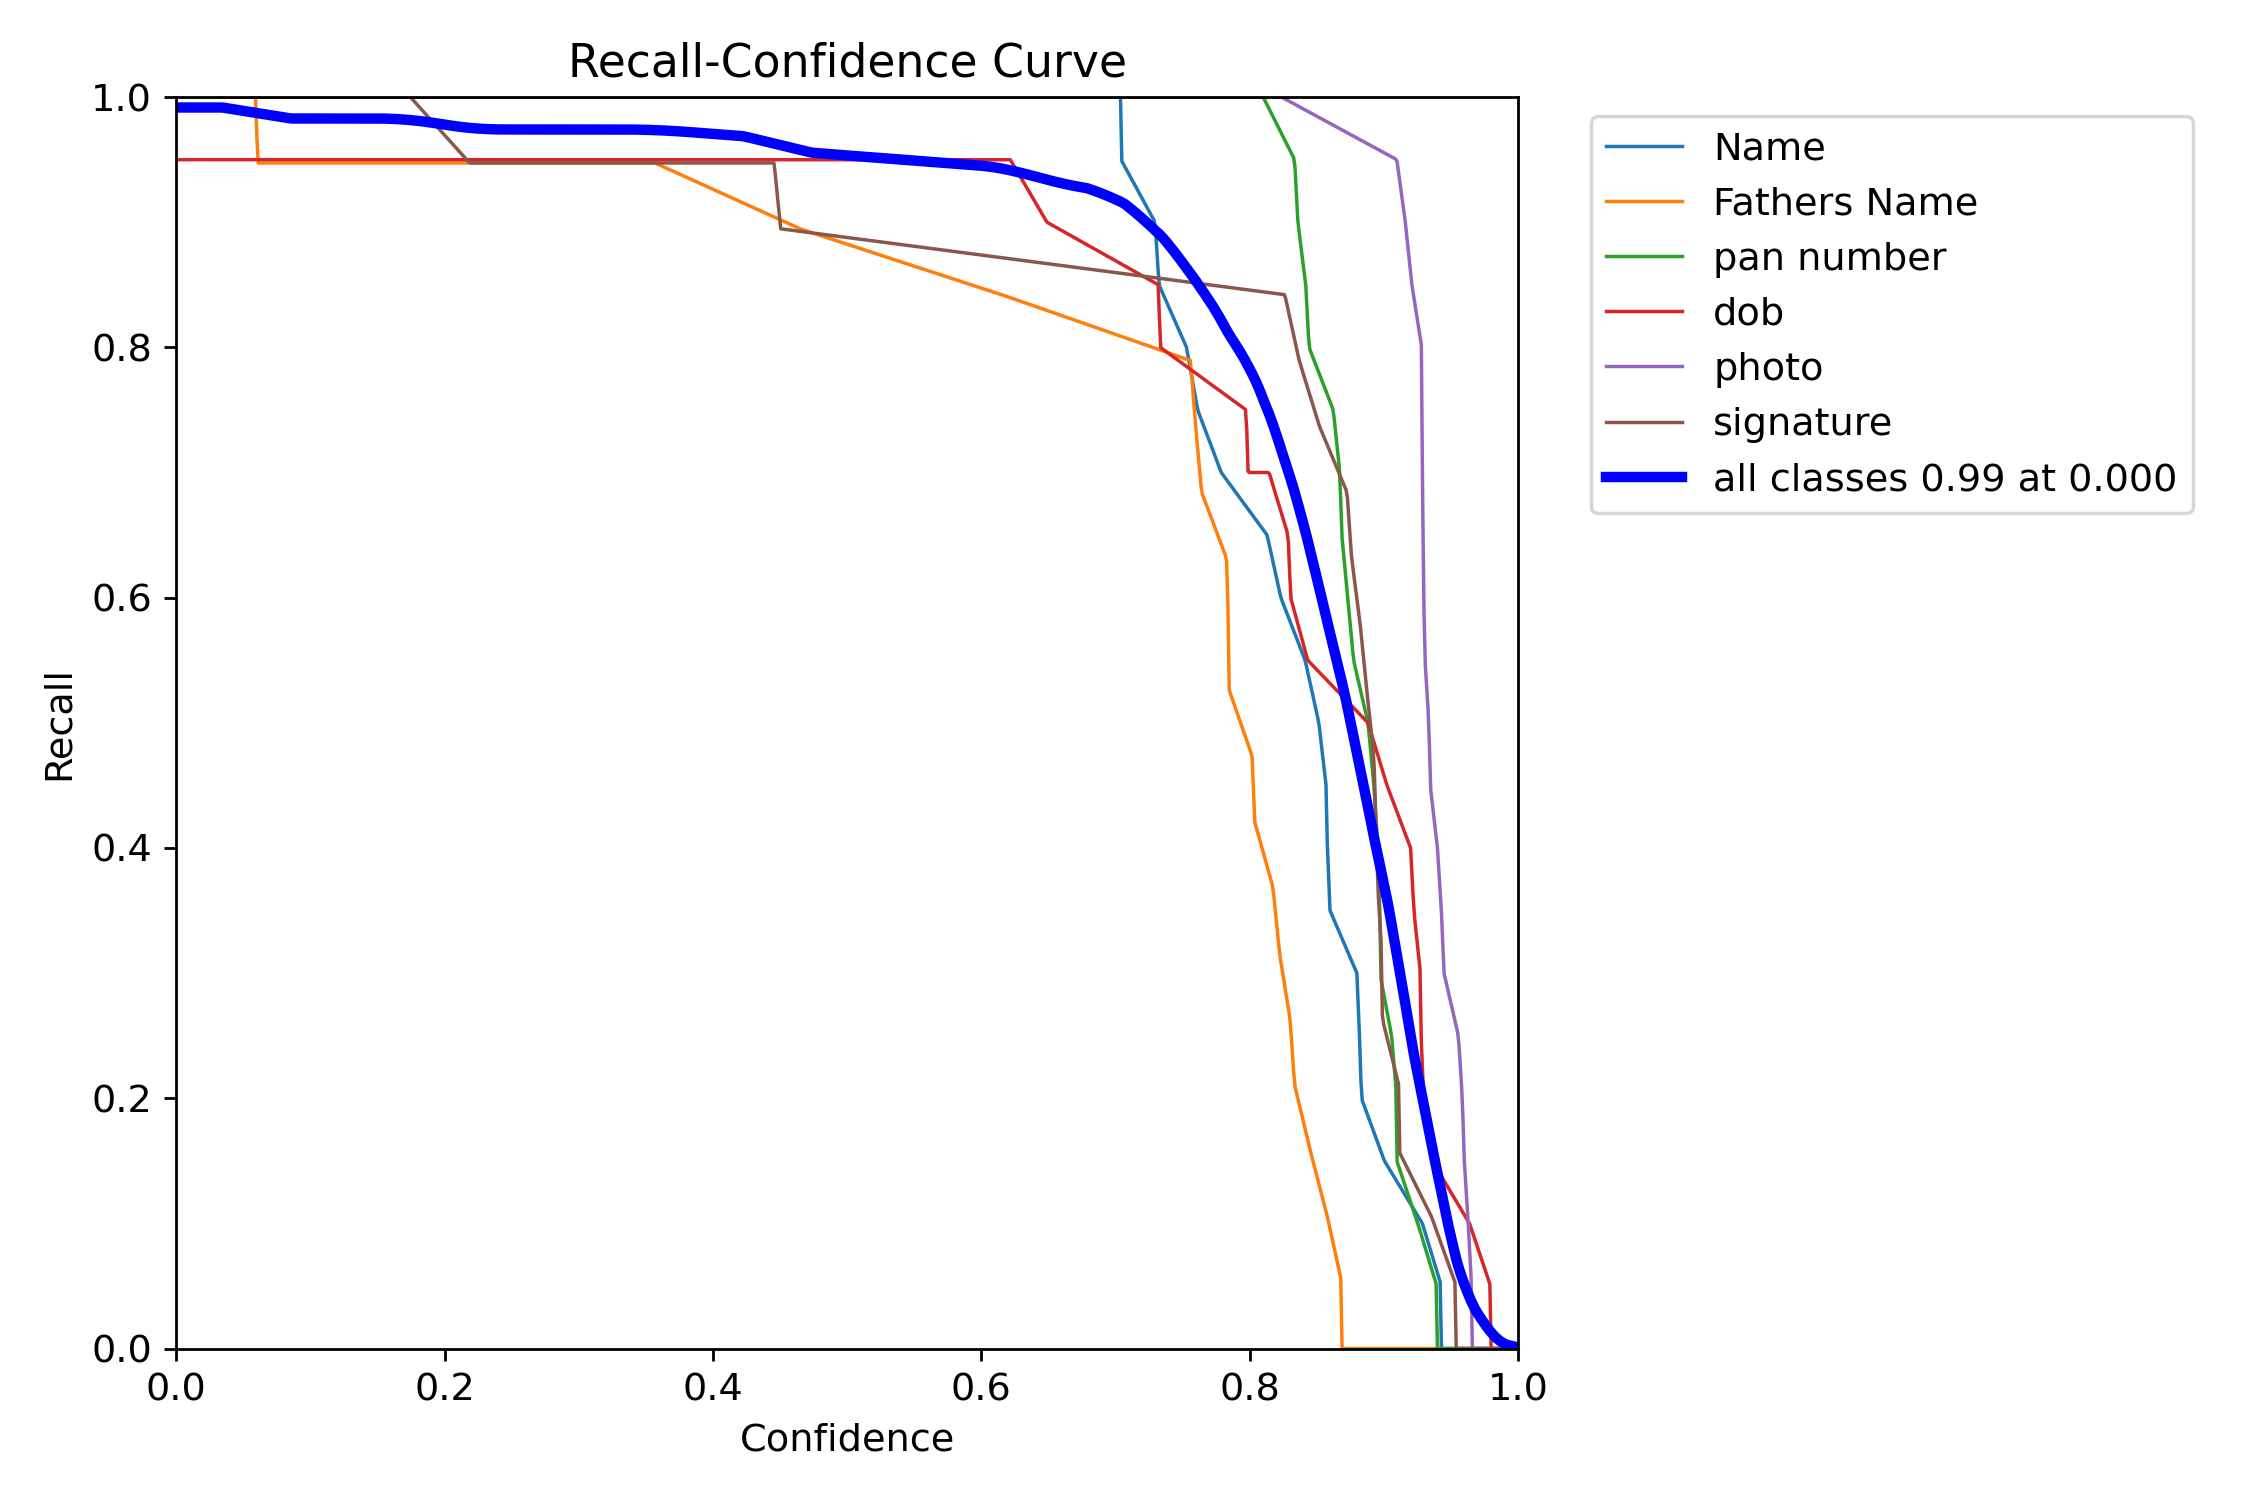 Recall-Confidence Curve
1.0
0.8
0.6
0.4
0.2
0.0
Recall
0.0 0.2 0.4 0.6 0.8 1.0
Confidence
Name
Fathers Name
pan number
dob
photo
signature
all classes 0.99 at 0.000